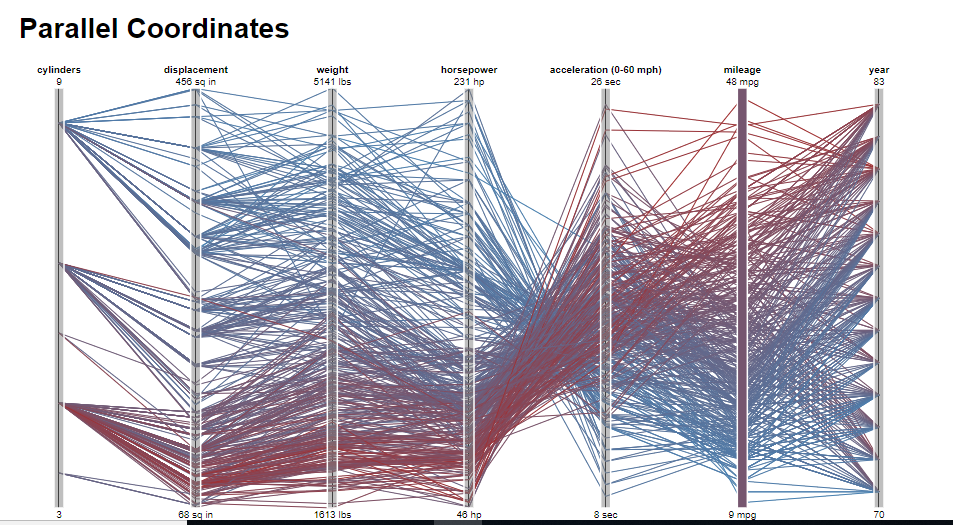 Parallel Coordinates
cylinders displacement weight horsepower acceleration (0-60 mph) mileage year
9 456 sq in 5141 lbs 231 hp 26 sec 48 mpg 83
3 68 sq in 1613 lbs 46 hp 8 sec 9 mpg 70